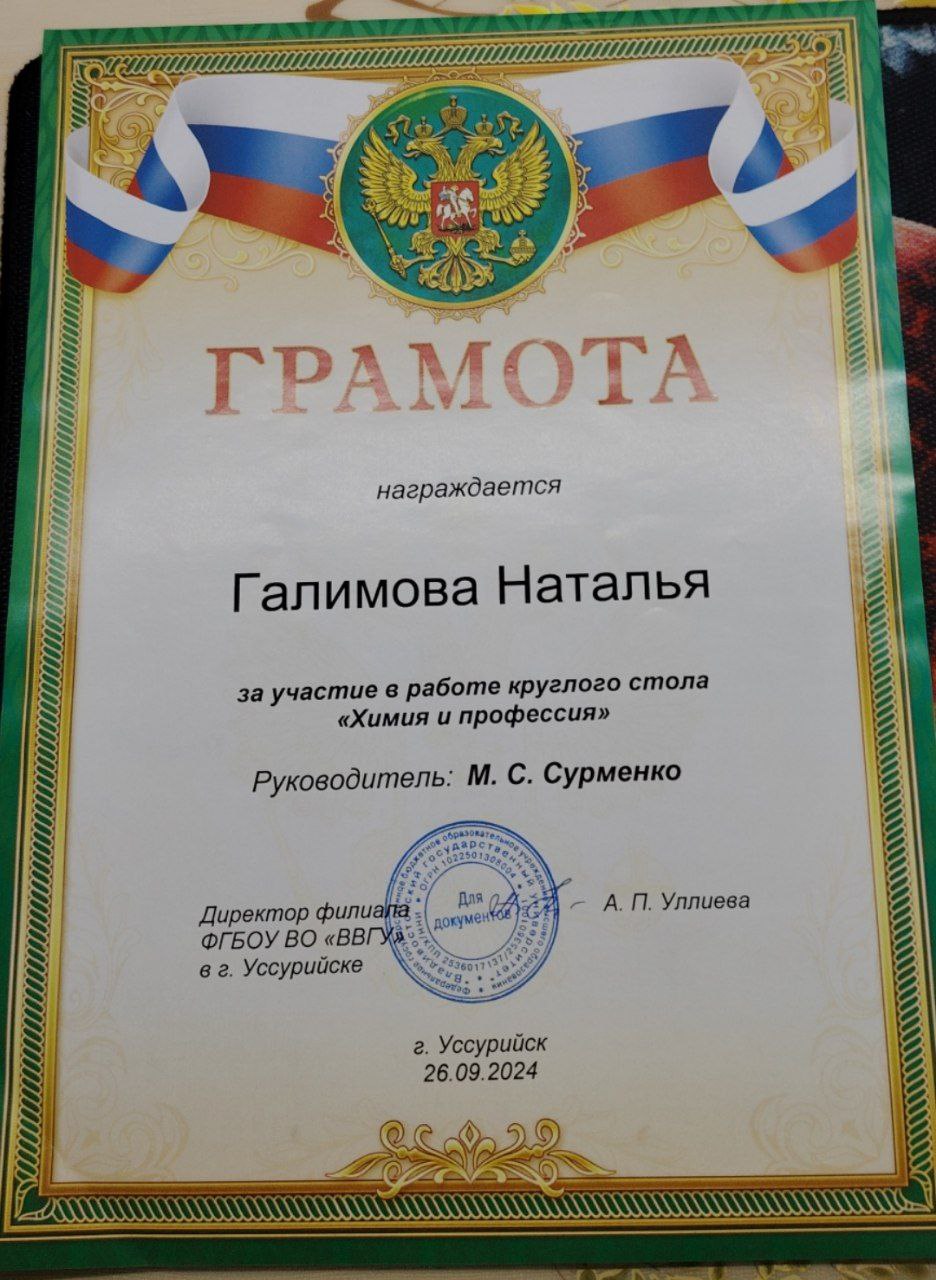 ГРАМОТА
награждается
Галимова Наталья
за участие в работе круглого стола
«Химия и профессия»
Руководитель: М. С. Сурменко
Директор филиала
ФГБОУ ВО «ВВГУ»
в г. Уссурийске
Для
документов
А. П. Уллиева
г. Уссурийск
26.09.2024